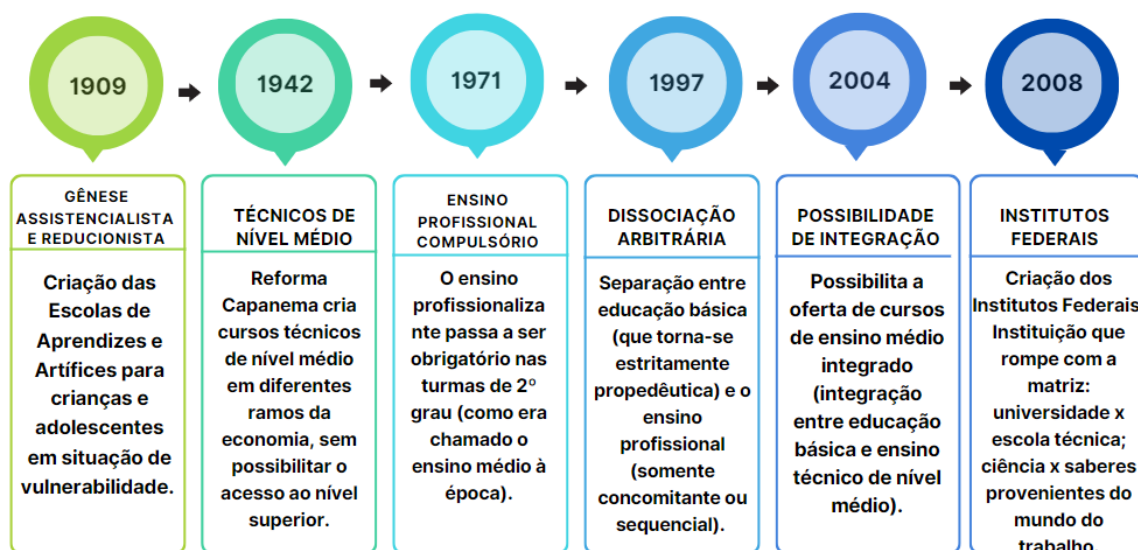 1909
1942
1971
1997
2004
2008
GÊNESE
ASSISTENCIALISTA
E REDUCIONISTA
Criação das
Escolas de
Aprendizes e
Artífices para
crianças e
adolescentes
em situação de
vulnerabilidade.
TÉCNICOS DE
NÍVEL MÉDIO
Reforma
Capanema cria
cursos técnicos
de nível médio
em diferentes
ramos da
economia, sem
possibilitar o
acesso ao nível
superior.
ENSINO
PROFISSIONAL
COMPULSÓRIO
O ensino
profissionaliza
nte passa a ser
obrigatório nas
turmas de 2º
grau (como era
chamado o
ensino médio à
época).
DISSOCIAÇÃO
ARBITRÁRIA
Separação entre
educação básica
(que torna-se
estritamente
propedêutica) e o
ensino
profissional
(somente
concomitante ou
sequencial).
POSSIBILIDADE
DE INTEGRAÇÃO
Possibilita a
oferta de cursos
de ensino médio
integrado
(integração
entre educação
básica e ensino
técnico de nível
médio).
INSTITUTOS
FEDERAIS
Criação dos
Institutos Federais
Instituição que
rompe com a
matriz:
universidade x
escola técnica;
ciência x saberes
provenientes do
mundo do
trabalho